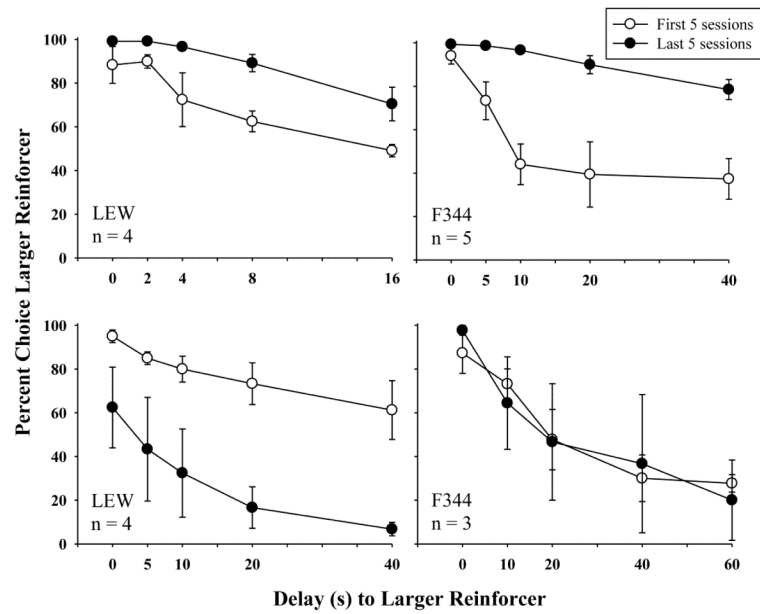 First 5 sessions
Last 5 sessions
Percent Choice Larger Reinforcer
100
80
60
40
20
0
LEW
n = 4
0 2 4 8 16
F344
n = 5
0 5 10 20 40
100
80
60
40
20
0
LEW
n = 4
0 5 10 20 40
F344
n = 3
0 10 20 40 60
Delay (s) to Larger Reinforcer